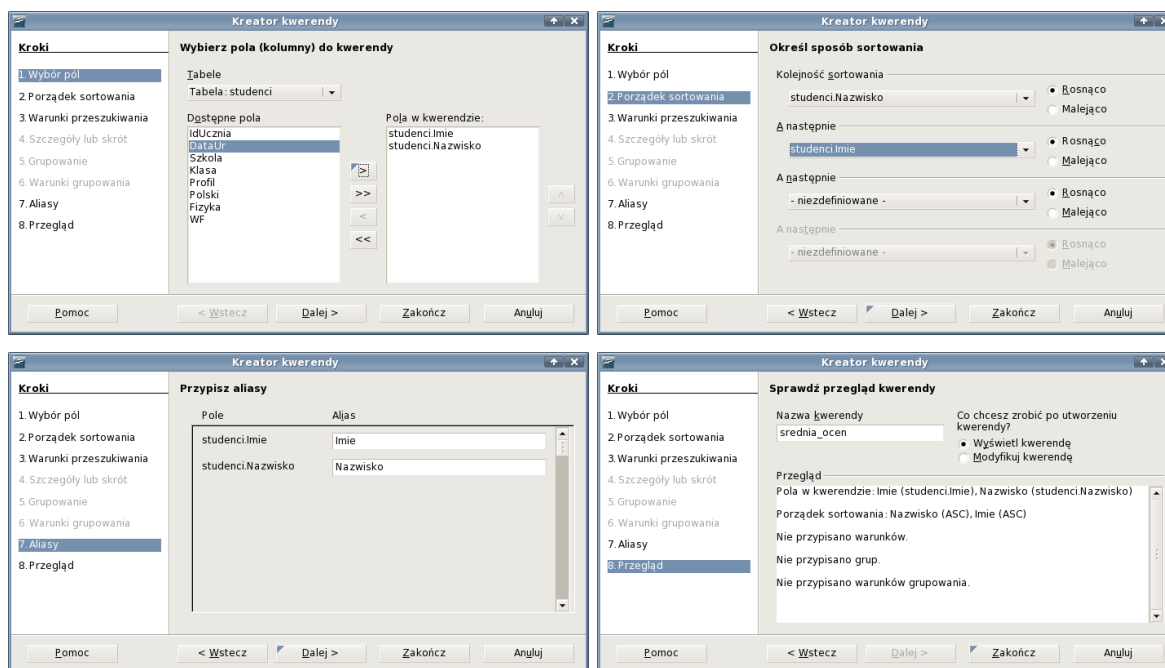 Kreator kwerendy
Kroki
1. Wybór pól
2. Porządek sortowania
3. Warunki przeszukiwania
4. Szczegóły lub skrót
5. Grupowanie
6. Warunki grupowania
7. Aliasy
8. Przegląd
Wybierz pola (kolumny) do kwerendy
Tabele
Tabela: studenci
Dostępne pola
IdUcznia
DataUr
Szkola
Klasa
Profil
Polski
Fizyka
WF
>
>>
<
<<
Pola w kwerendzie:
studenci.Imie
studenci.Nazwisko
Pomoc
< Wstecz
Dalej >
Zakończ
Anuluj
Kreator kwerendy
Kroki
1. Wybór pól
2. Porządek sortowania
3. Warunki przeszukiwania
4. Szczegóły lub skrót
5. Grupowanie
6. Warunki grupowania
7. Aliasy
8. Przegląd
Określ sposób sortowania
Kolejność sortowania
studenci.Nazwisko
Rosnąco
Malejąco
A następnie
studenci.Imie
Rosnąco
Malejąco
A następnie
- niezdefiniowane -
Rosnąco
Malejąco
A następnie
- niezdefiniowane -
Rosnąco
Malejąco
Pomoc
< Wstecz
Dalej >
Zakończ
Anuluj
Kreator kwerendy
Kroki
1. Wybór pól
2. Porządek sortowania
3. Warunki przeszukiwania
4. Szczegóły lub skrót
5. Grupowanie
6. Warunki grupowania
7. Aliasy
8. Przegląd
Przypisz aliasy
Pole Alias
studenci.Imie Imie
studenci.Nazwisko Nazwisko
Pomoc
< Wstecz
Dalej >
Zakończ
Anuluj
Kreator kwerendy
Kroki
1. Wybór pól
2. Porządek sortowania
3. Warunki przeszukiwania
4. Szczegóły lub skrót
5. Grupowanie
6. Warunki grupowania
7. Aliasy
8. Przegląd
Sprawdź przegląd kwerendy
Nazwa kwerendy
srednia_ocen
Co chcesz zrobić po utworzeniu
kwerendy?
Wyświetl kwerendę
Modyfikuj kwerendę
Przegląd
Pola w kwerendzie: Imie (studenci.Imie), Nazwisko (studenci.Nazwisko)
Porządek sortowania: Nazwisko (ASC), Imie (ASC)
Nie przypisano warunków.
Nie przypisano grup.
Nie przypisano warunków grupowania.
Pomoc
< Wstecz
Dalej >
Zakończ
Anuluj